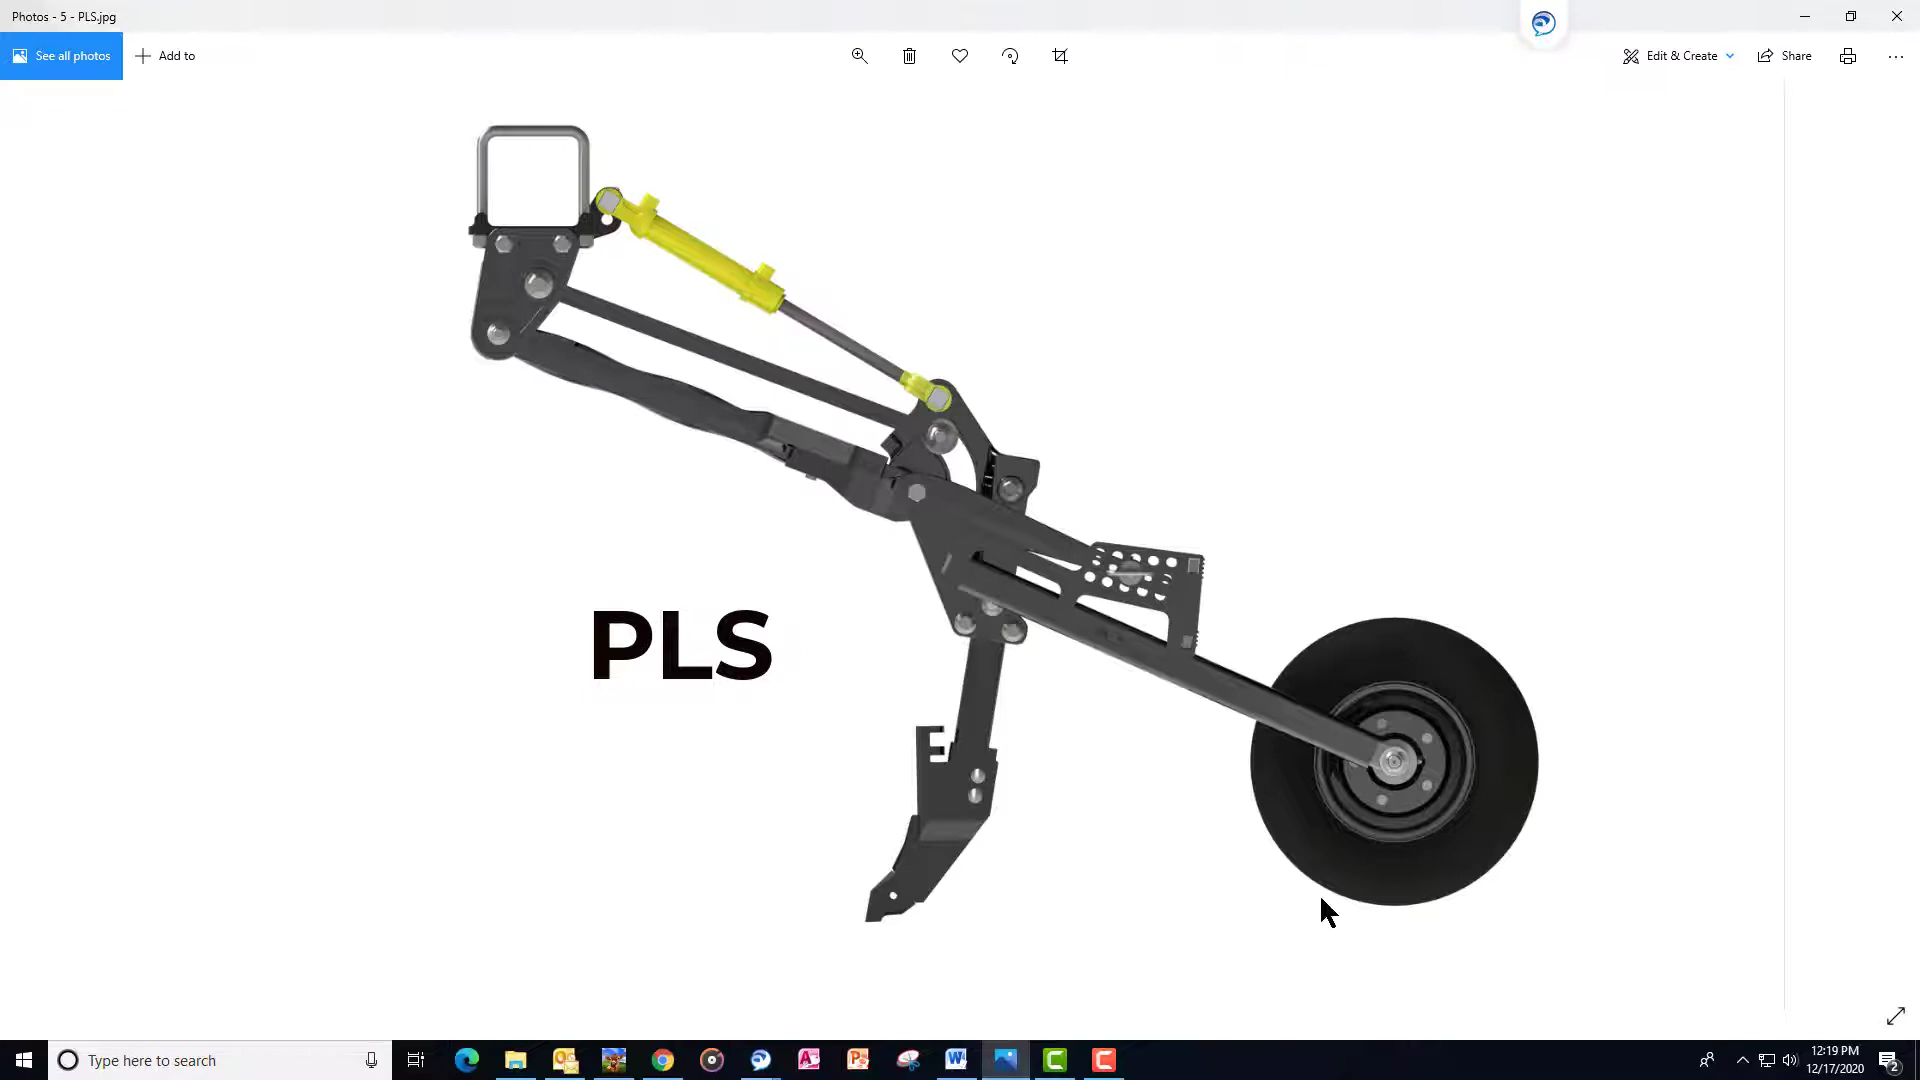 Photos - 5 - PLS.jpg
See all photos
Add to
Edit & Create
Share
PLS
Type here to search
12:19 PM
12/17/2020
2